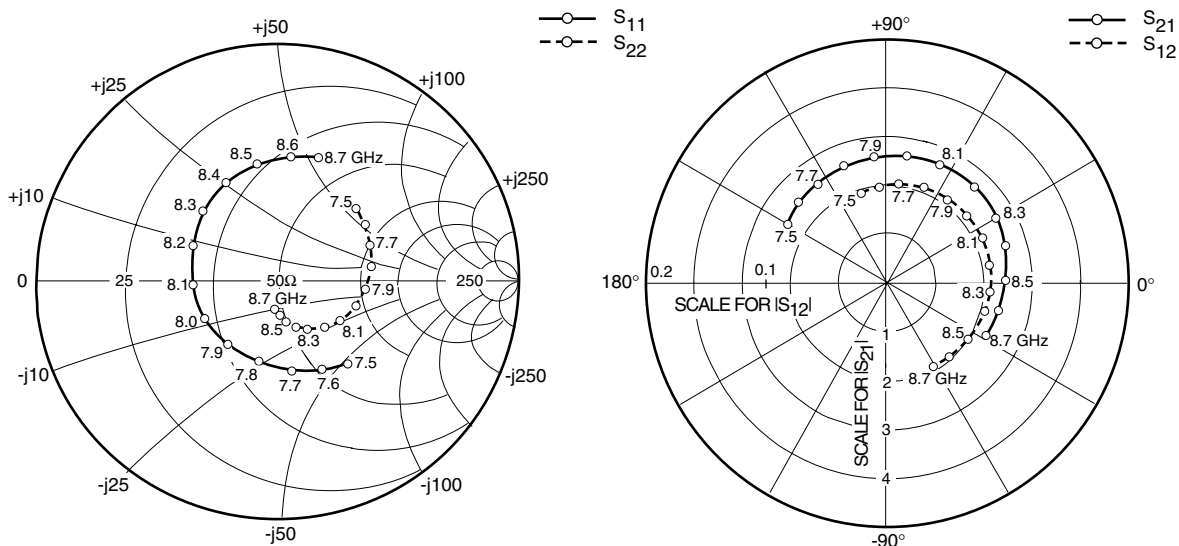 S11
S22
+j50
+j25
+j100
+j10
+j250
0
25
50Ω
250
-j10
-j250
-j25
-j100
-j50
8.7 GHz
8.6
8.5
8.4
8.3
8.2
8.1
8.0
7.9
7.8
7.7
7.6
7.5
7.5
7.7
7.9
8.1
8.3
8.5
8.7 GHz
S21
S12
+90°
180°
0°
-90°
0.2
0.1
SCALE FOR |S12|
SCALE FOR |S21|
1
2
3
4
7.5
7.7
7.9
8.1
8.3
8.5
8.7 GHz
7.5
7.7
7.9
8.1
8.3
8.5
8.7 GHz